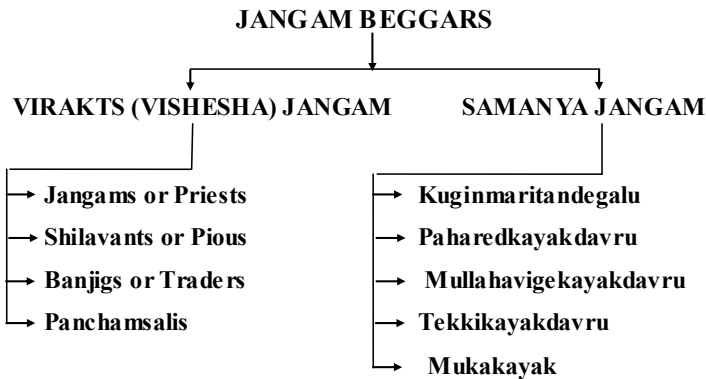 JANGAM BEGGARS
VIRAKTS (VISHESHA) JANGAM
SAMANYA JANGAM
Jangams or Priests
Shilavants or Pious
Banjigs or Traders
Panchamsalis
Kuginmaritandegalu
Paharedkayakdavru
Mullahavigekayakdavru
Tekkikayakdavru
Mukakayak